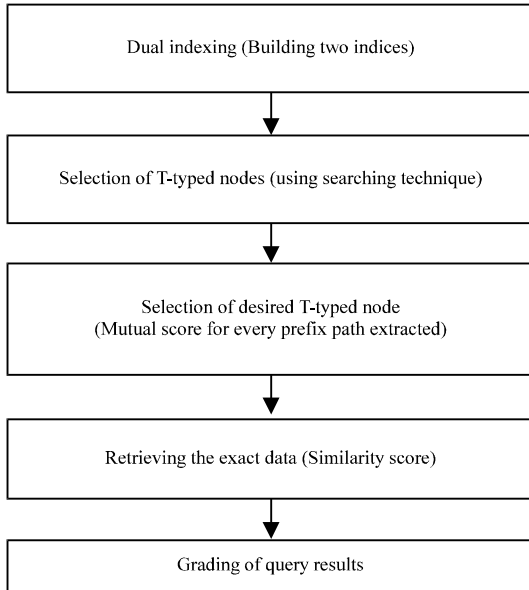 Dual indexing (Building two indices)
Selection of T-typed nodes (using searching technique)
Selection of desired T-typed node
(Mutual score for every prefix path extracted)
Retrieving the exact data (Similarity score)
Grading of query results